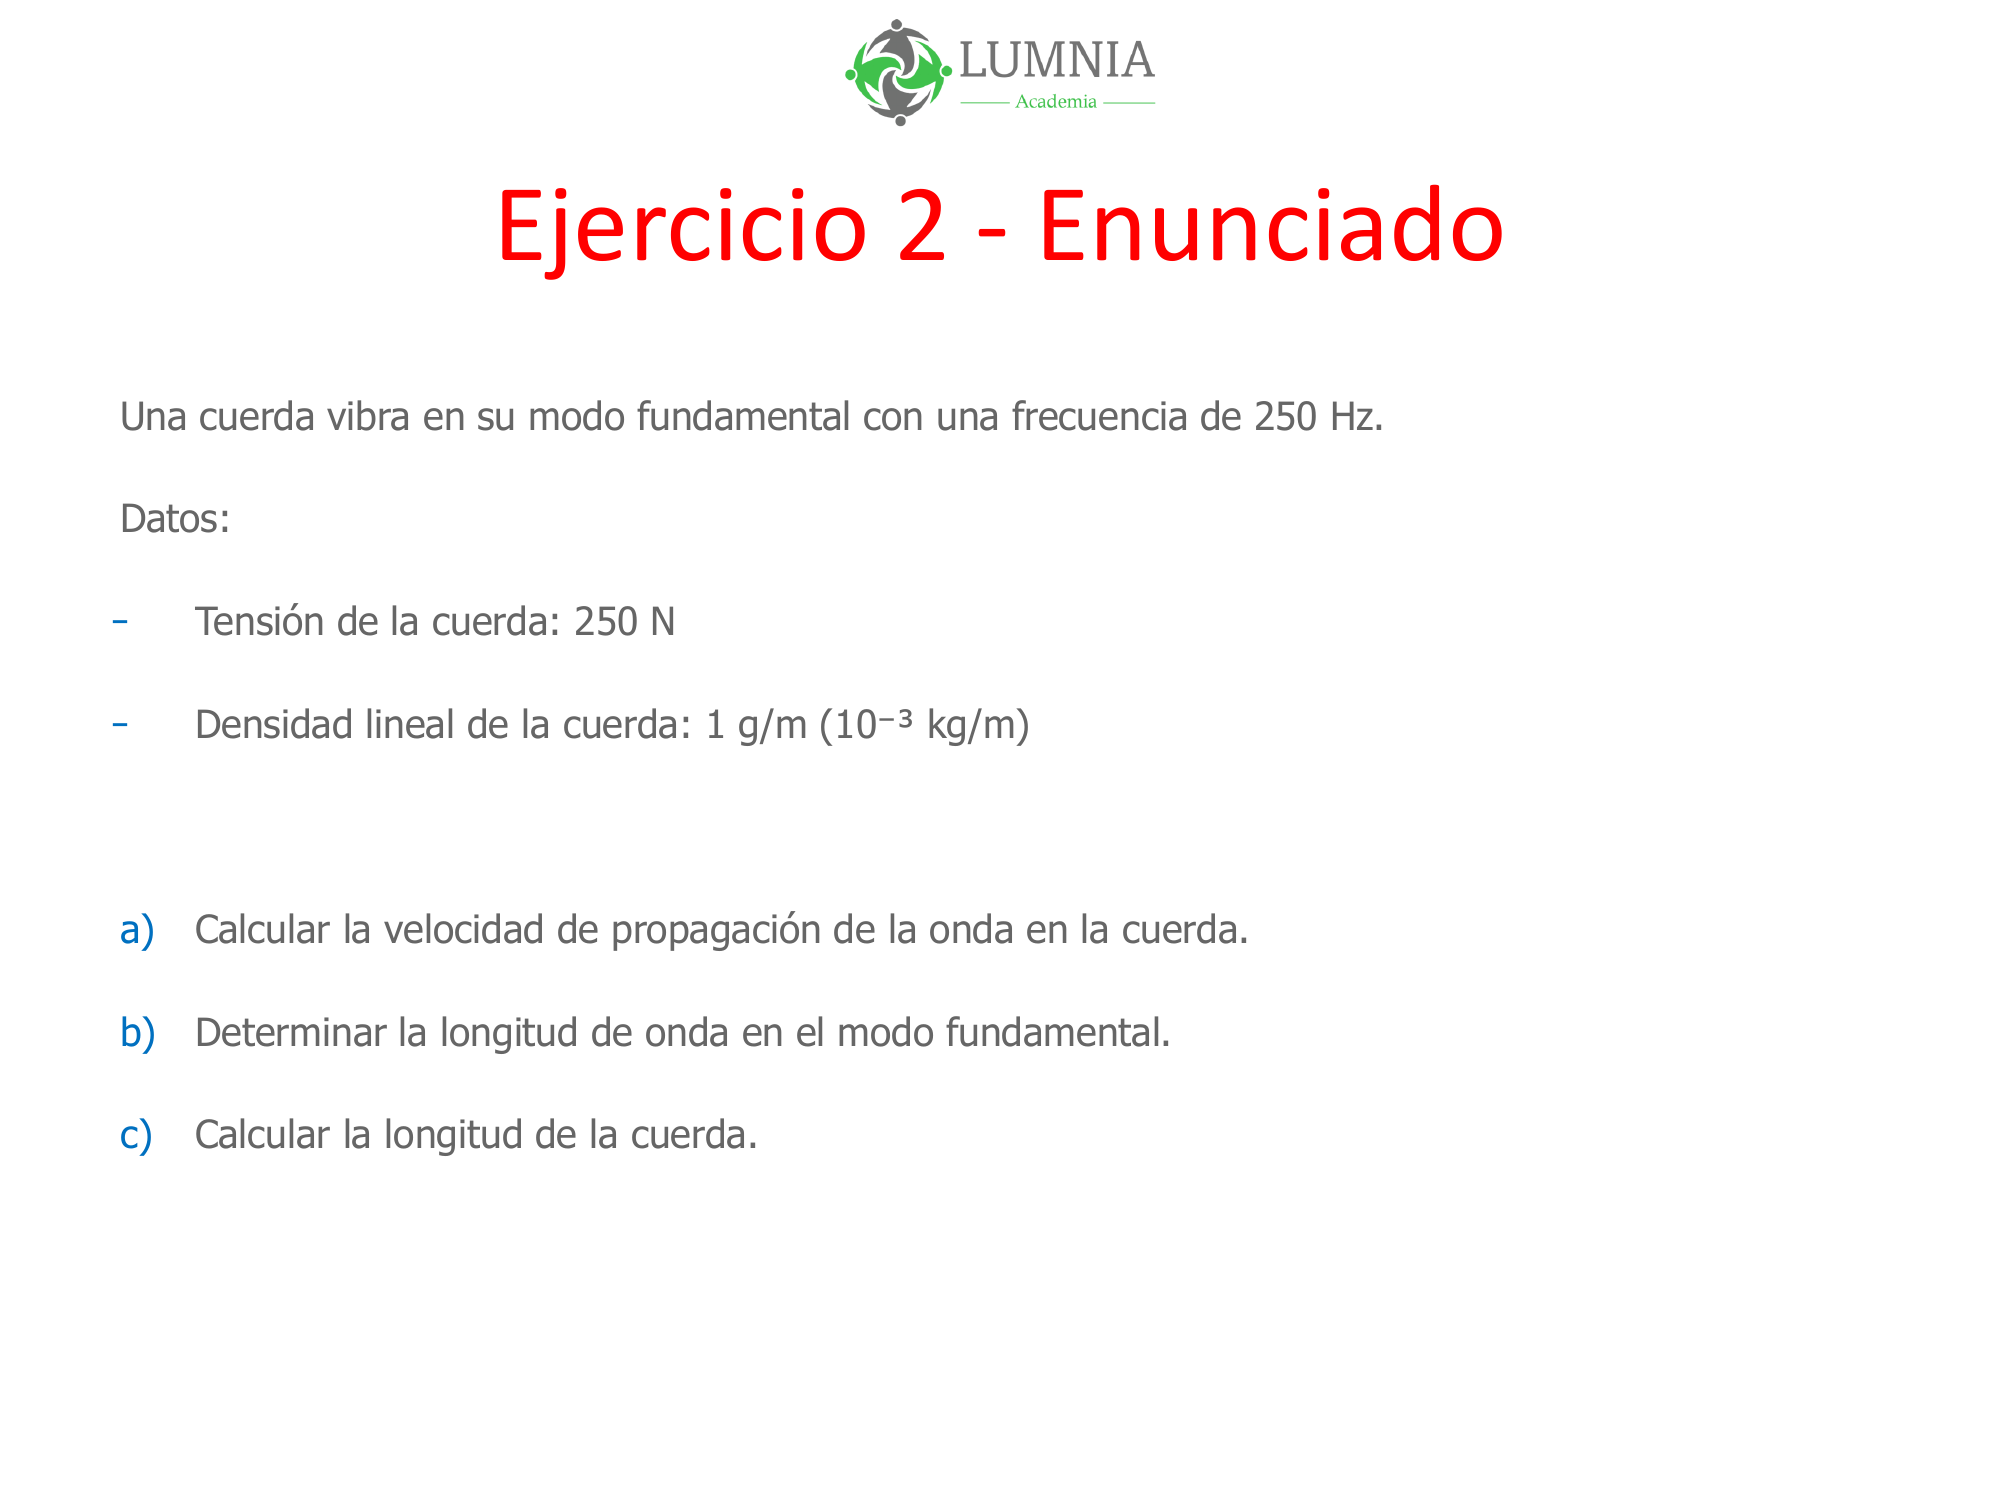 LUMNIA
Academia
Ejercicio 2 - Enunciado
Una cuerda vibra en su modo fundamental con una frecuencia de 250 Hz.
Datos:
- Tensión de la cuerda: 250 N
- Densidad lineal de la cuerda: 1 g/m (10⁻³ kg/m)
a) Calcular la velocidad de propagación de la onda en la cuerda.
b) Determinar la longitud de onda en el modo fundamental.
c) Calcular la longitud de la cuerda.